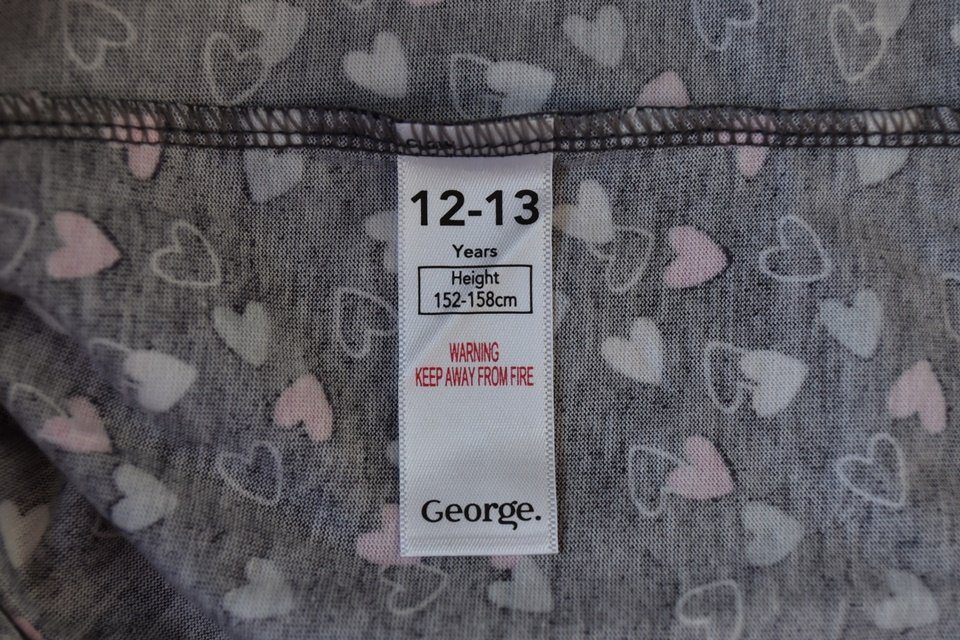 12-13
Years
Height
152-158cm
WARNING
KEEP AWAY FROM FIRE
George.